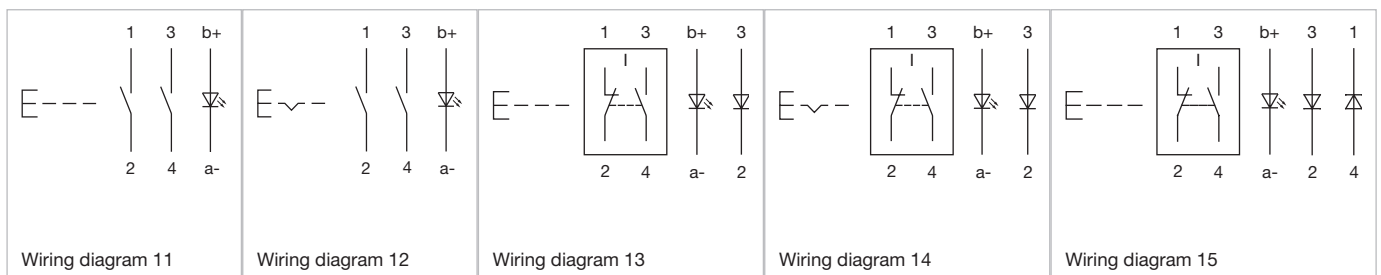 1 3 b+
2 4 a-
Wiring diagram 11
1 3 b+
2 4 a-
Wiring diagram 12
1 3 b+ 3
I
2 4 a- 2
Wiring diagram 13
1 3 b+ 3
I
2 4 a- 2
Wiring diagram 14
1 3 b+ 3 1
I
2 4 a- 2 4
Wiring diagram 15